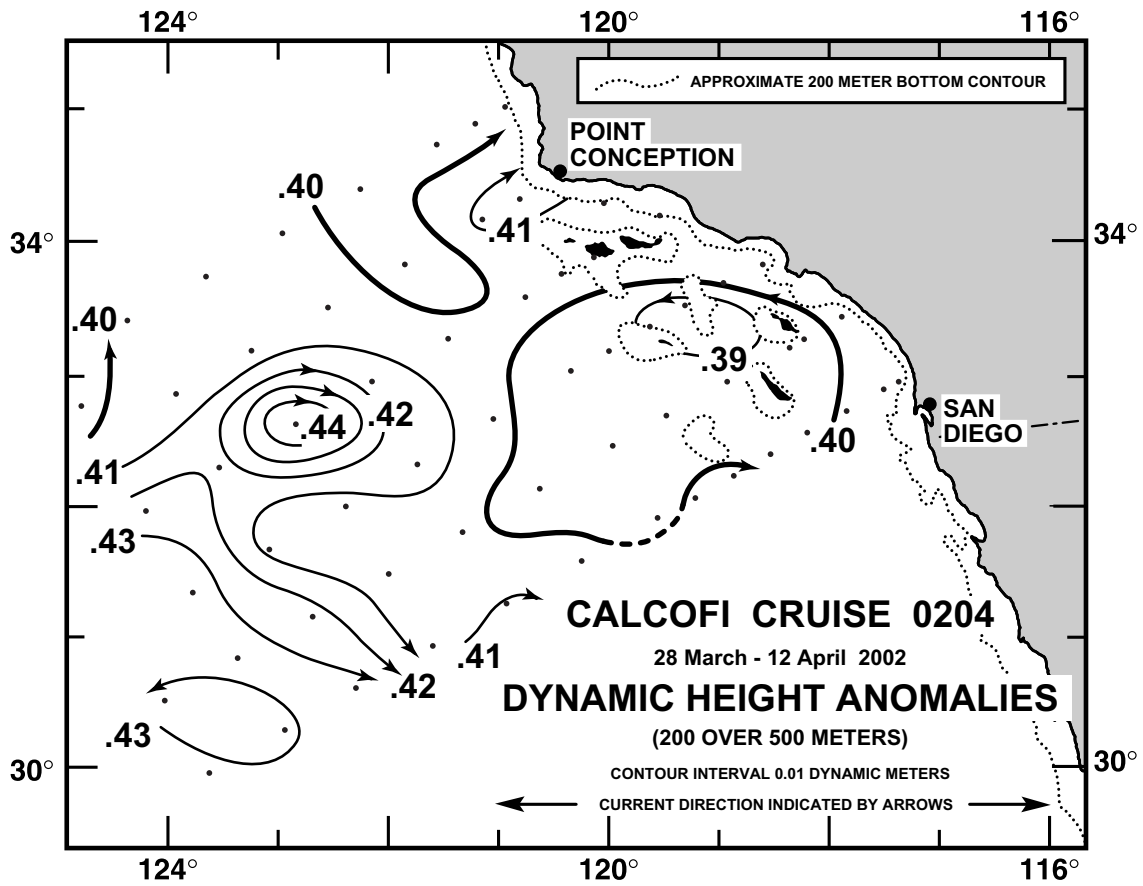 124° 120° 116°
APPROXIMATE 200 METER BOTTOM CONTOUR
POINT
CONCEPTION
.40
.41
34° 34°
.40
.39
.42
.44
.40
SAN
DIEGO
.41
.43
CALCOFI CRUISE 0204
28 March - 12 April 2002
.41
.42
DYNAMIC HEIGHT ANOMALIES
.43
(200 OVER 500 METERS)
30° 30°
CONTOUR INTERVAL 0.01 DYNAMIC METERS
CURRENT DIRECTION INDICATED BY ARROWS
124° 120° 116°